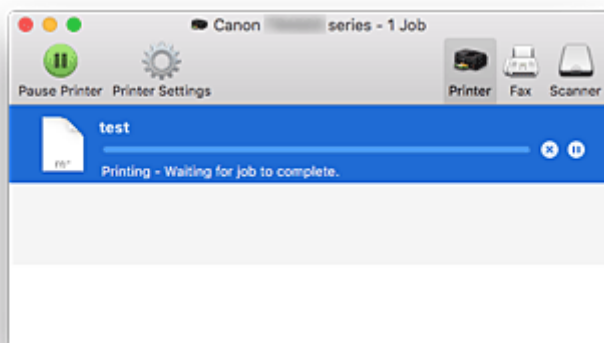 Canon series - 1 Job
Pause Printer Printer Settings Printer Fax Scanner
test
Printing - Waiting for job to complete.